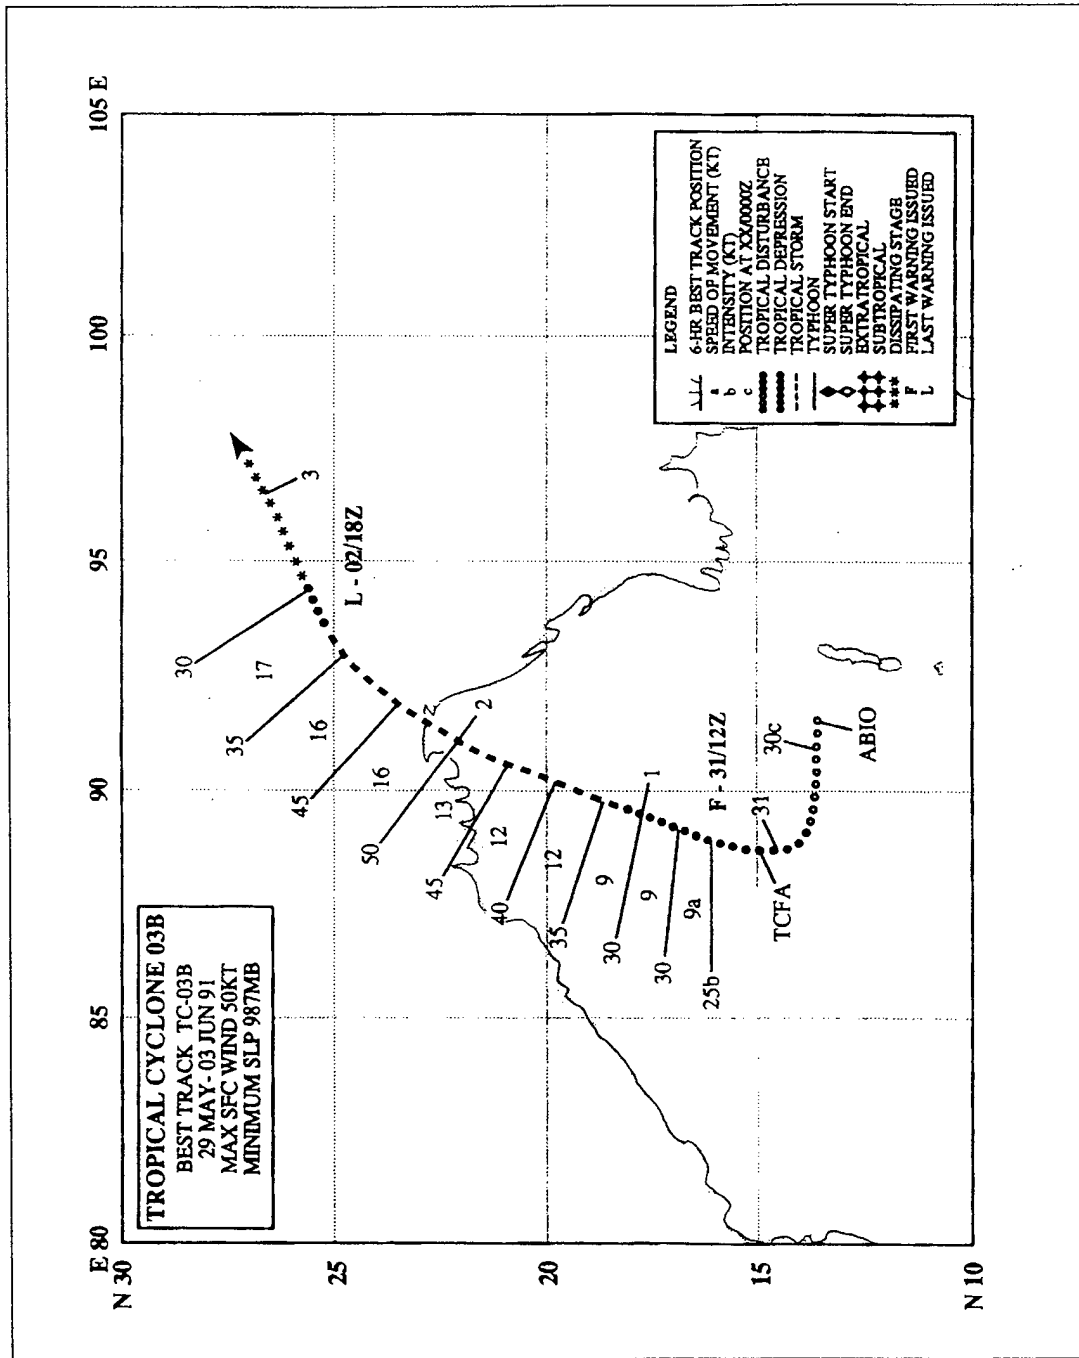 TROPICAL CYCLONE 03B
BEST TRACK TC-03B
29 MAY- 03 JUN 91
MAX SFC WIND 50KT
MINIMUM SLP 987MB
E 80
85
90
95
100
105 E
N 30
25
20
15
N 10
30
35
45
50
45
40
35
30
30
25b
17
16
16
13
12
12
9
9
9a
3
2
1
31
30c
L - 02/18Z
F - 31/12Z
TCFA
ABIO
LEGEND
6-HR BEST TRACK POSITION
a SPEED OF MOVEMENT (KT)
b INTENSITY (KT)
c POSITION AT XX/0000Z
TROPICAL DISTURBANCE
TROPICAL DEPRESSION
TROPICAL STORM
TYPHOON
SUPER TYPHOON START
SUPER TYPHOON END
EXTRATROPICAL
SUBTROPICAL
*** DISSIPATING STAGE
F FIRST WARNING ISSUED
L LAST WARNING ISSUED